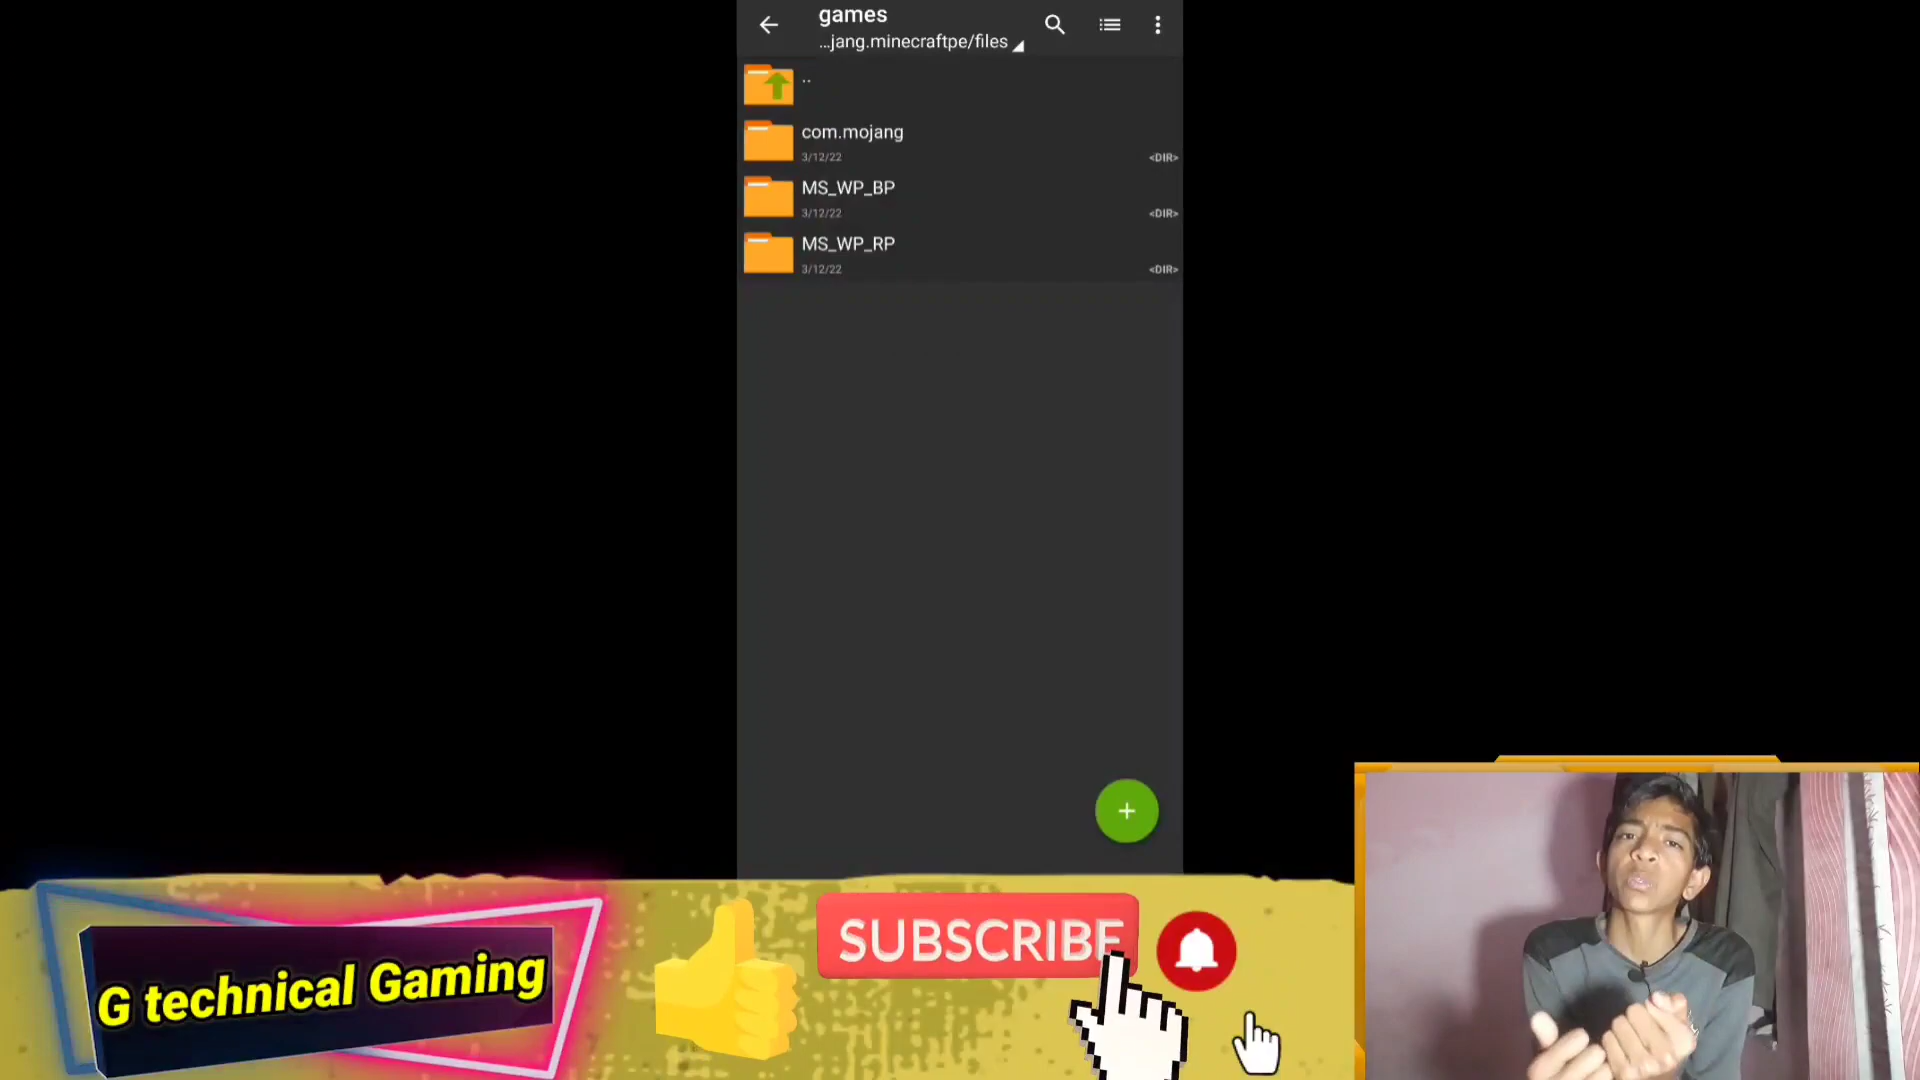 games
...jang.minecraftpe/files
..
com.mojang
3/12/22 <DIR>
MS_WP_BP
3/12/22 <DIR>
MS_WP_RP
3/12/22 <DIR>
G technical Gaming
SUBSCRIBE